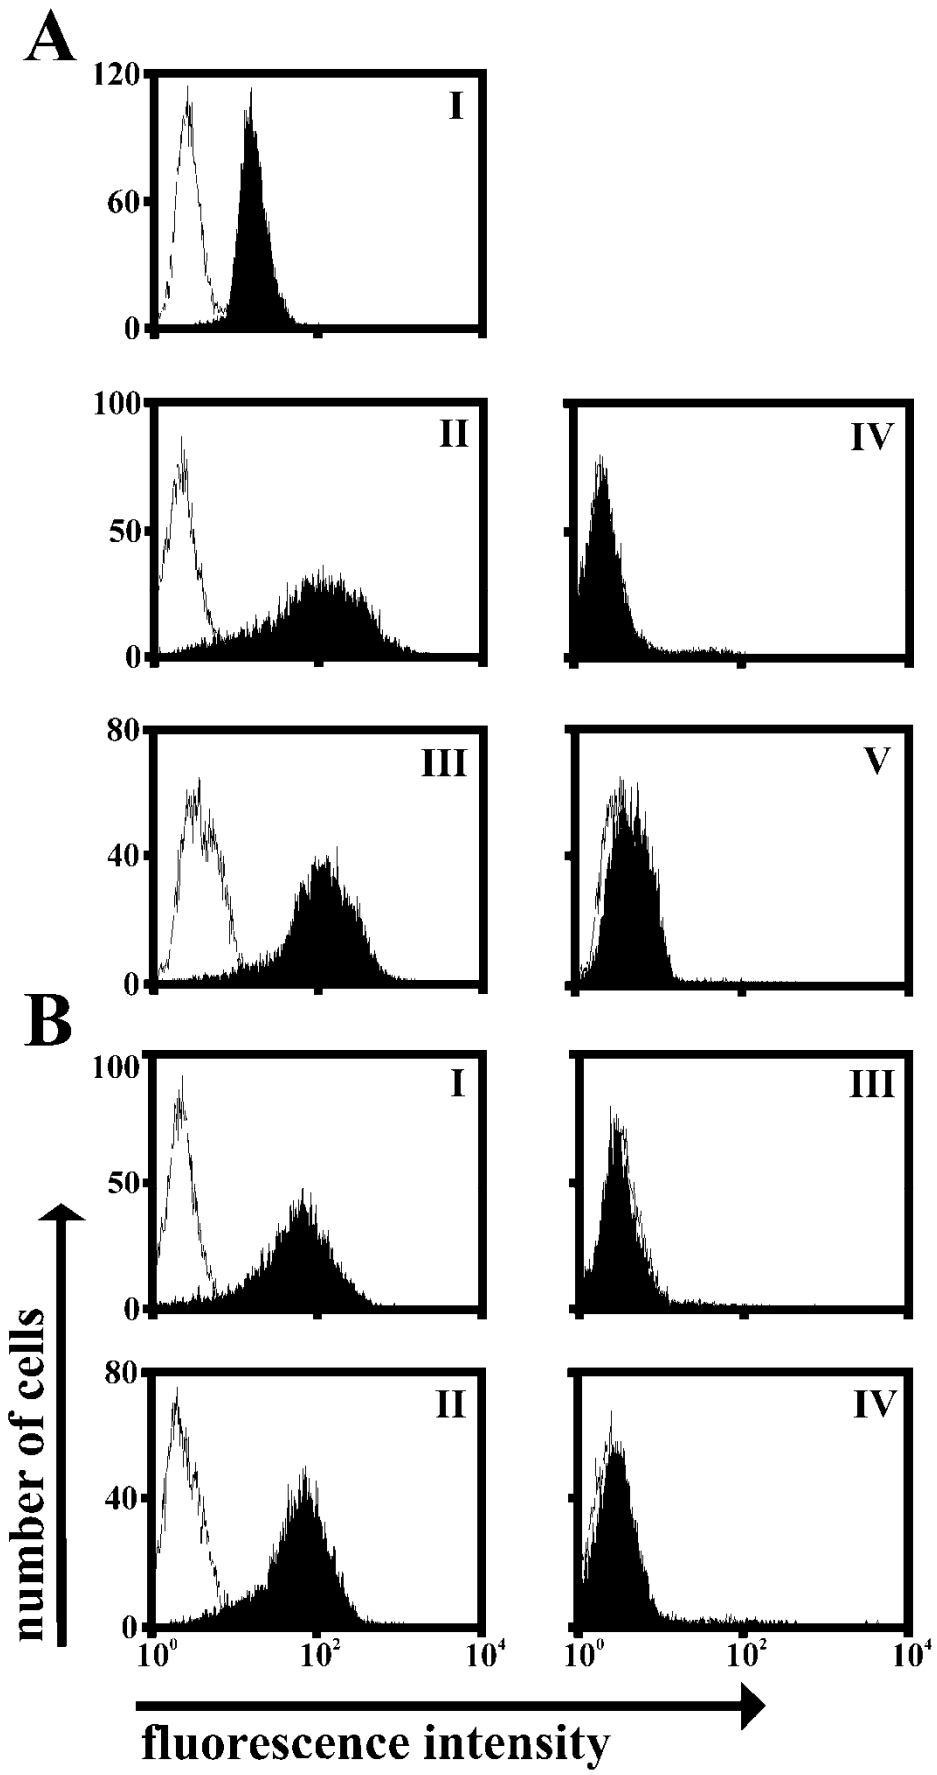 A
120
60
0
I
100
50
0
II
IV
80
40
0
III
V
B
100
50
0
I
III
80
40
0
II
IV
10⁰ 10² 10⁴
10⁰ 10² 10⁴
number of cells
fluorescence intensity